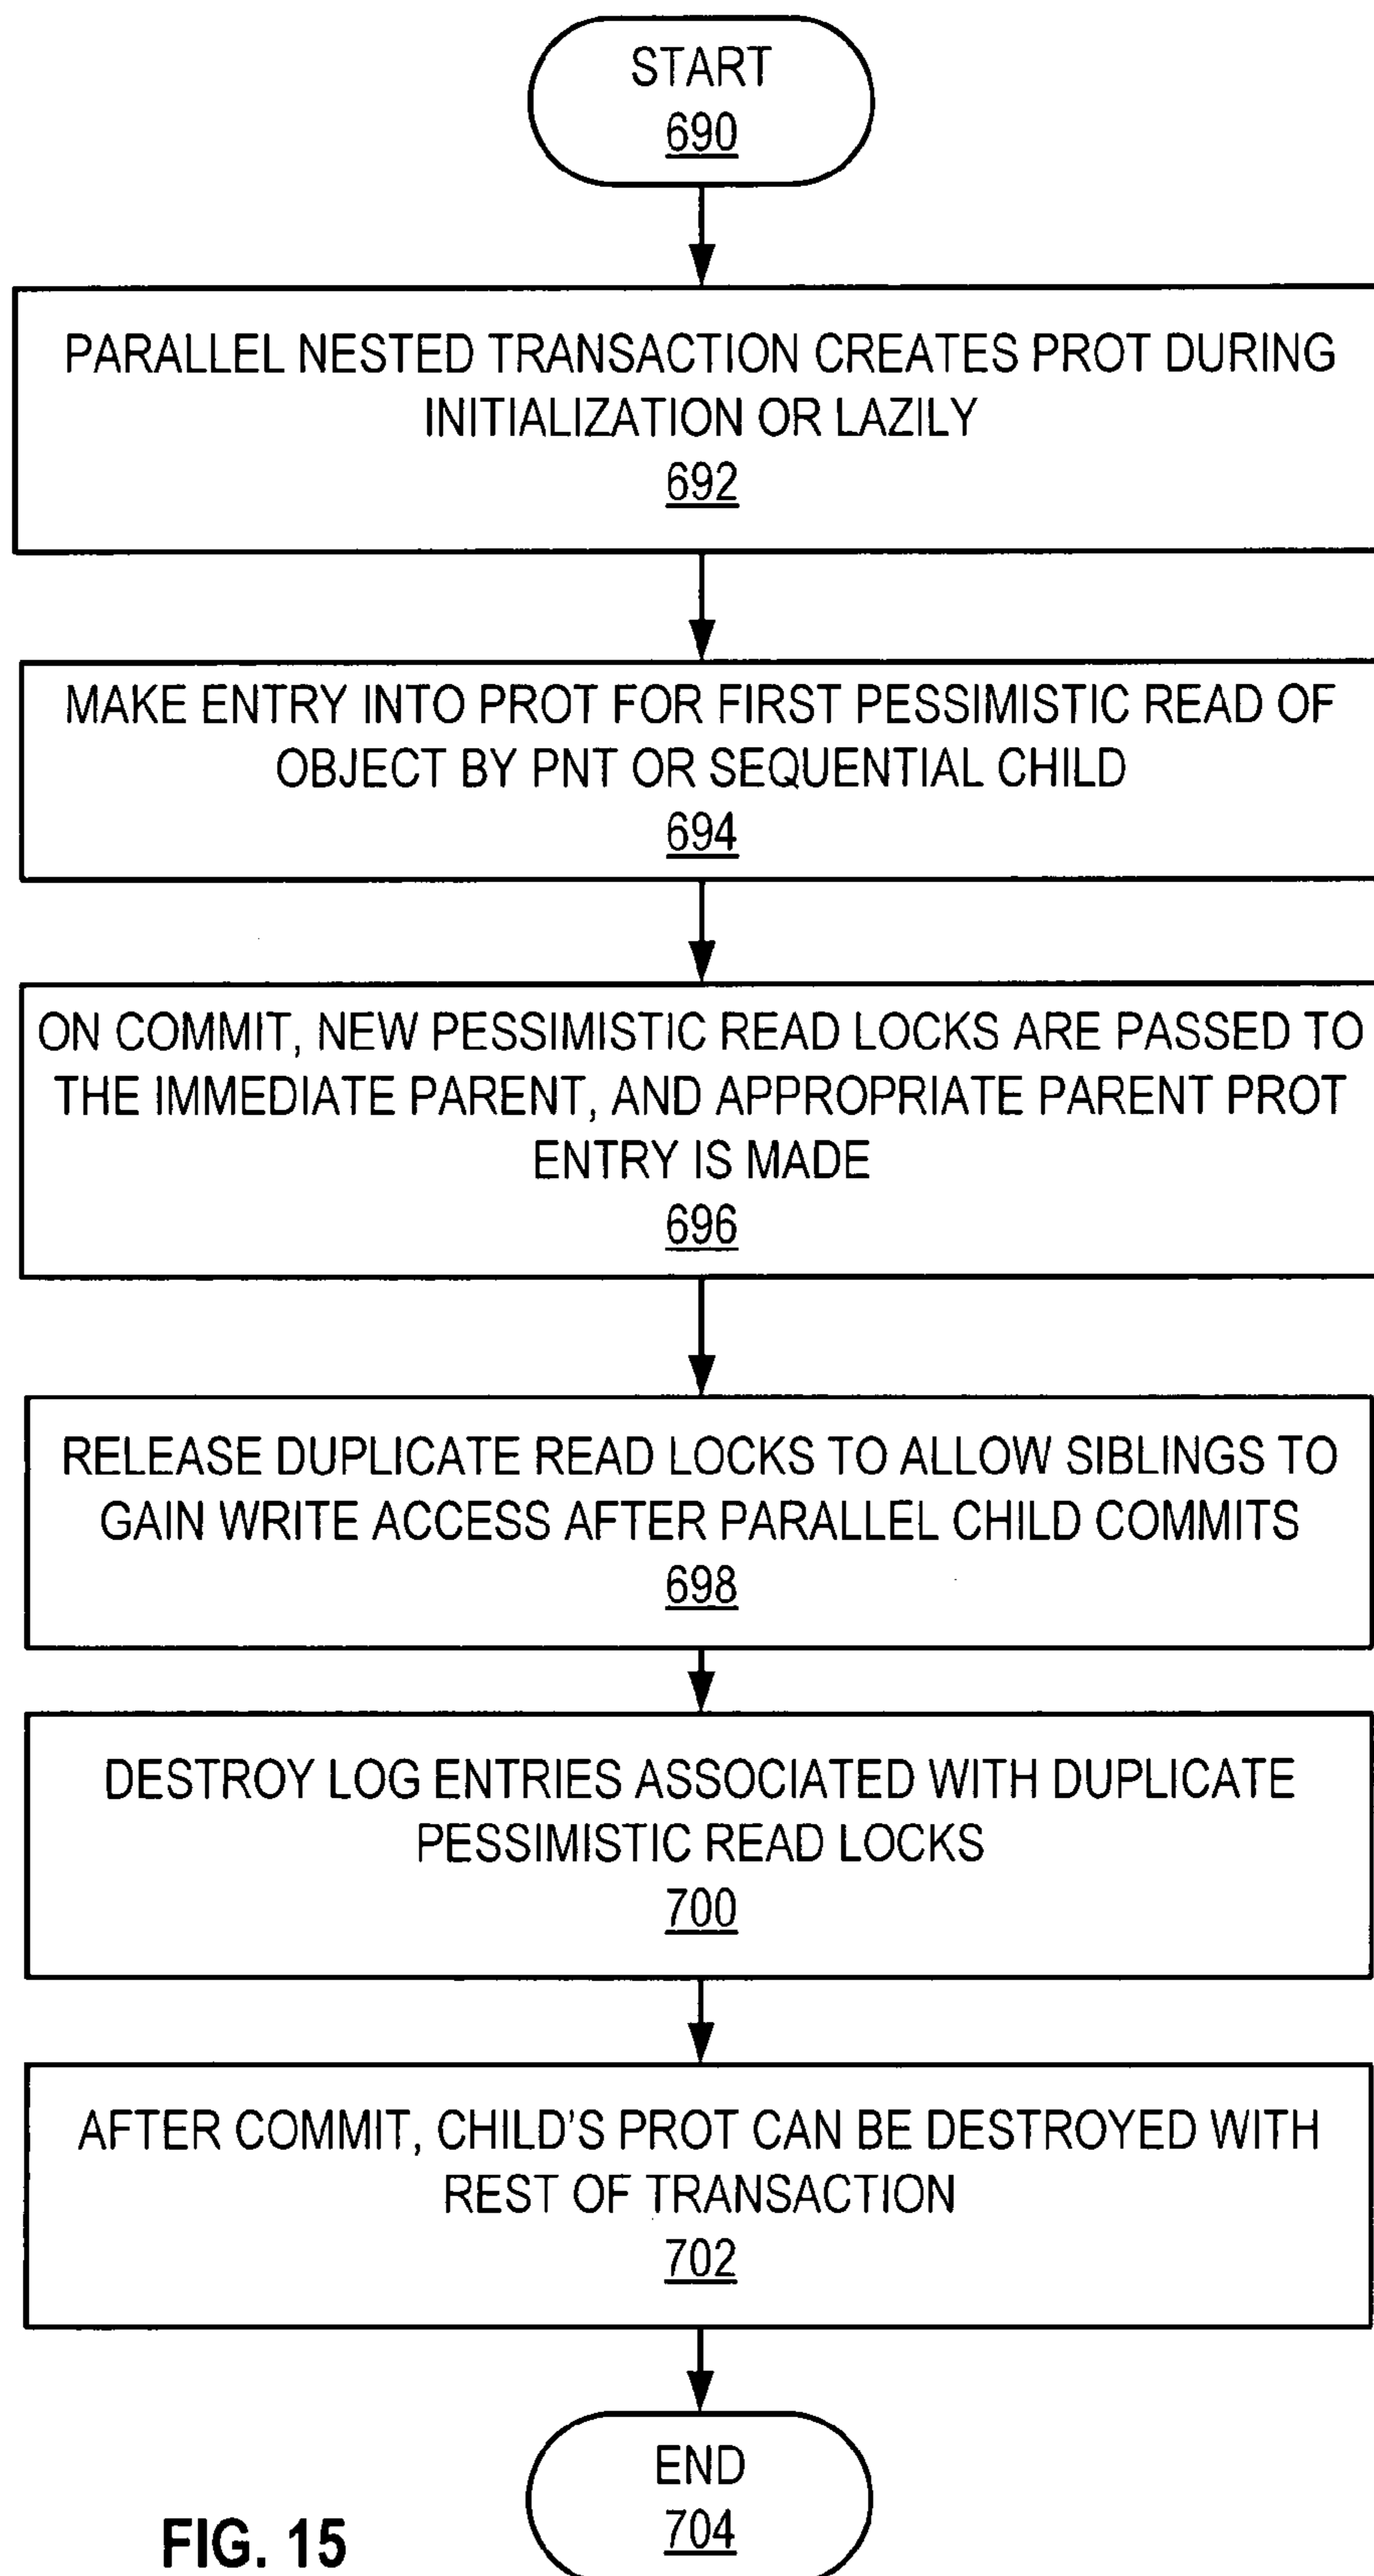 START
690
PARALLEL NESTED TRANSACTION CREATES PROT DURING
INITIALIZATION OR LAZILY
692
MAKE ENTRY INTO PROT FOR FIRST PESSIMISTIC READ OF
OBJECT BY PNT OR SEQUENTIAL CHILD
694
ON COMMIT, NEW PESSIMISTIC READ LOCKS ARE PASSED TO
THE IMMEDIATE PARENT, AND APPROPRIATE PARENT PROT
ENTRY IS MADE
696
RELEASE DUPLICATE READ LOCKS TO ALLOW SIBLINGS TO
GAIN WRITE ACCESS AFTER PARALLEL CHILD COMMITS
698
DESTROY LOG ENTRIES ASSOCIATED WITH DUPLICATE
PESSIMISTIC READ LOCKS
700
AFTER COMMIT, CHILD'S PROT CAN BE DESTROYED WITH
REST OF TRANSACTION
702
END
704
FIG. 15